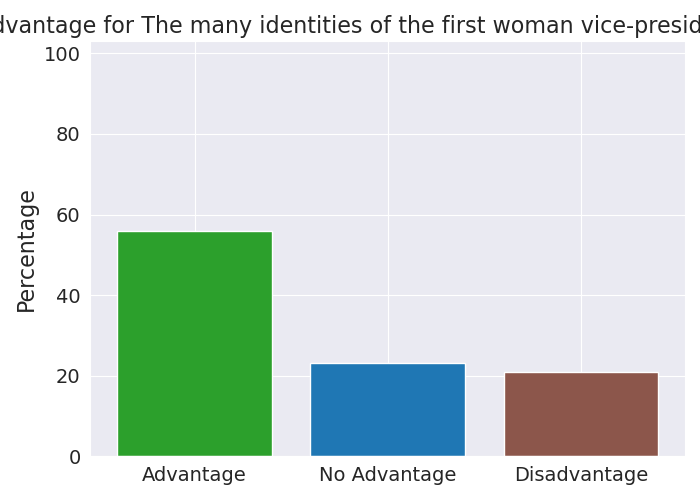 dvantage for The many identities of the first woman vice-presid
100
80
60
40
20
0
Percentage
Advantage No Advantage Disadvantage